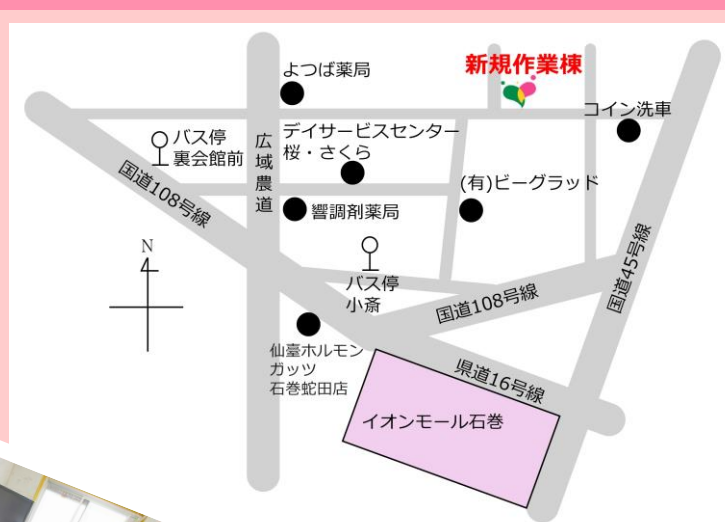 新規作業棟
よつば薬局
コイン洗車
デイサービスセンター
桜・さくら
バス停
裏会館前
広域農道
(有)ビーグラッド
国道108号線
響調剤薬局
N
バス停
小斎
国道45号線
国道108号線
仙臺ホルモン
ガッツ
石巻蛇田店
県道16号線
イオンモール石巻